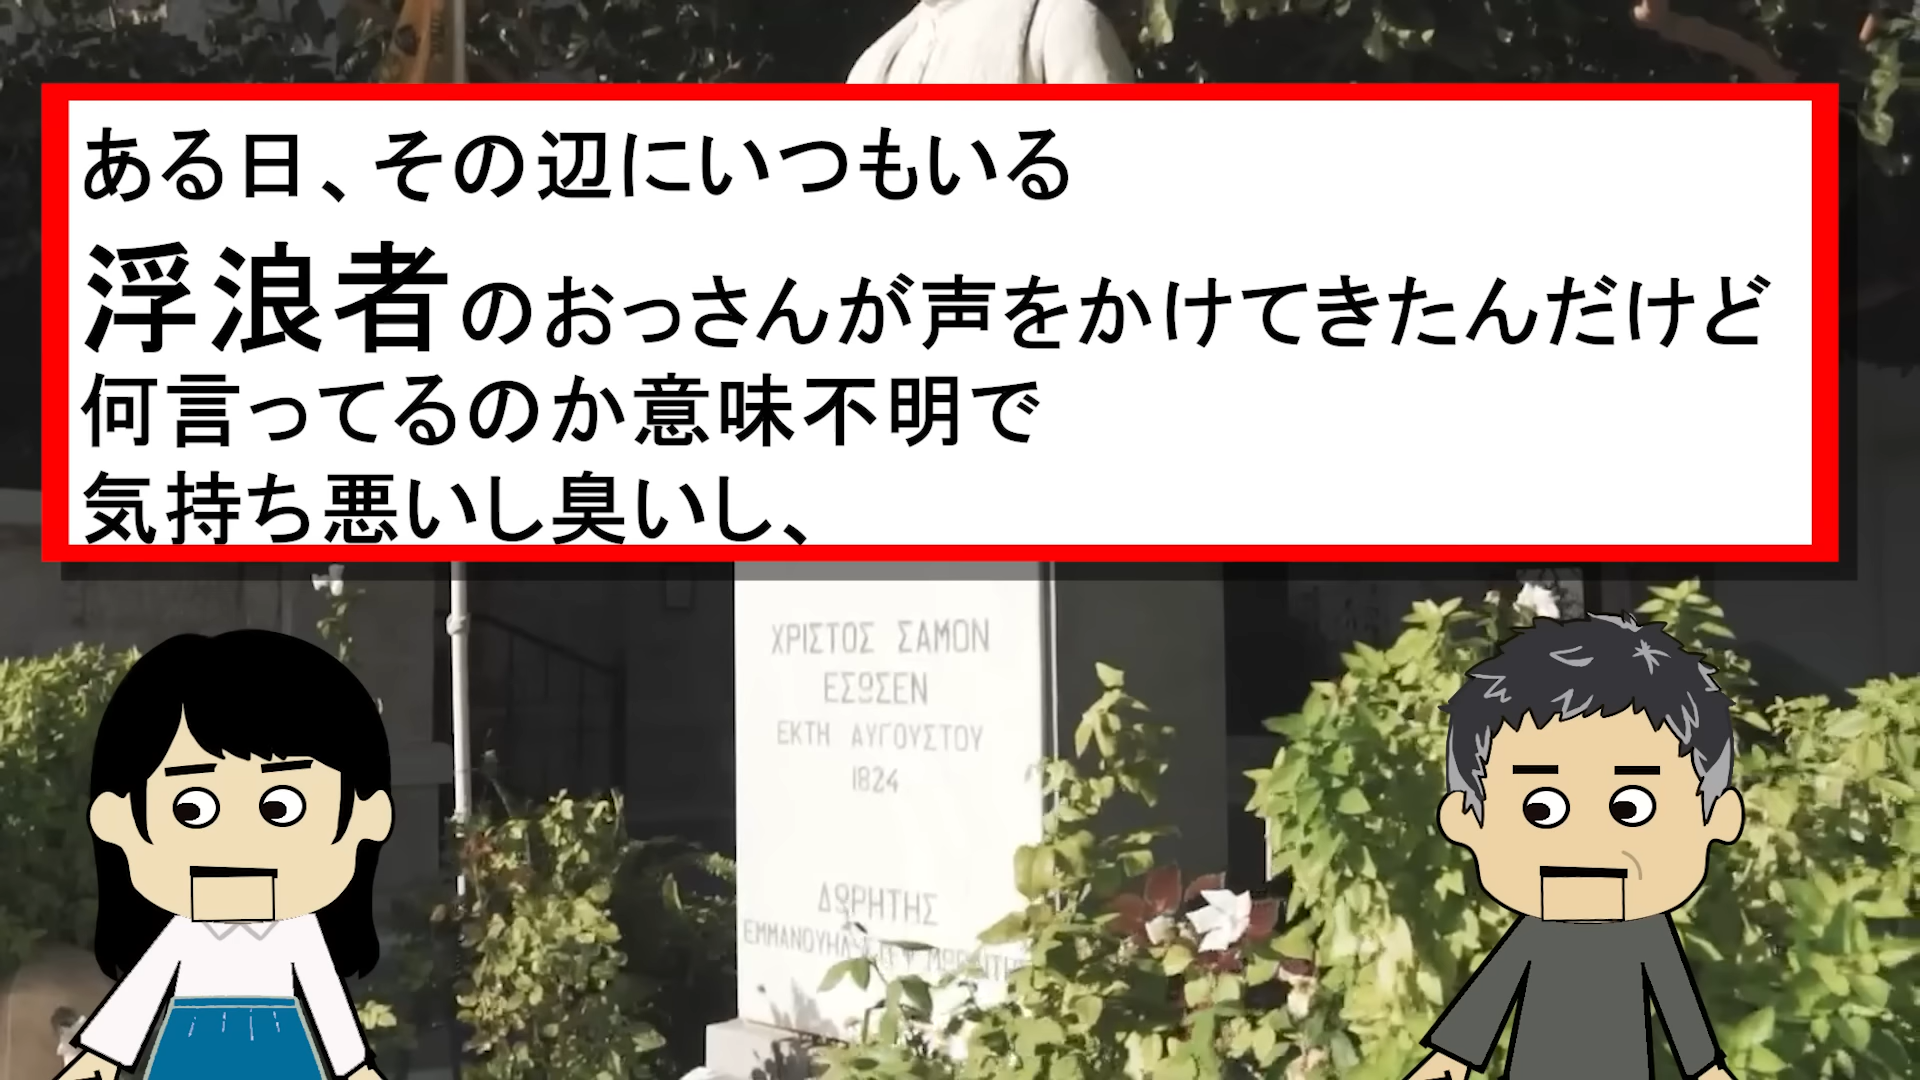 ある日、その辺にいつもいる
浮浪者のおっさんが声をかけてきたんだけど
何言ってるのか意味不明で
気持ち悪いし臭いし、
ΧΡΙΣΤΟΣ ΣΑΜΟΝ
ΕΣΩΣΕΝ
ΕΚΤΗ ΑΥΓΟΥΣΤΟΥ
1824
ΔΩΡΗΤΗΣ